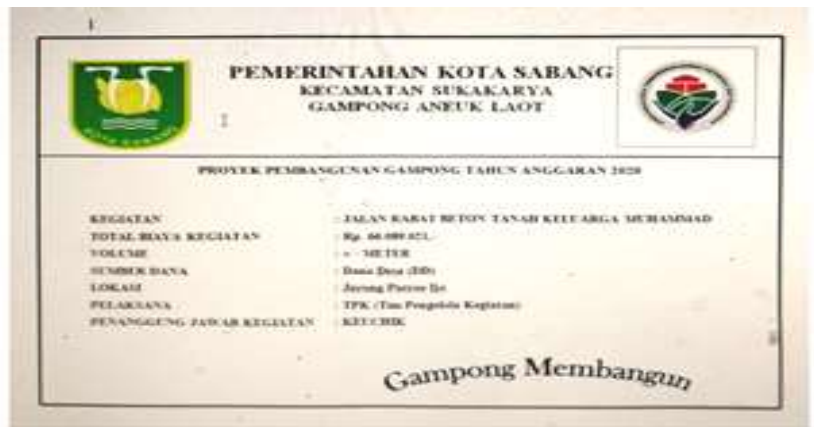 PEMERINTAHAN KOTA SABANG
KECAMATAN SUKAKARYA
GAMPONG ANEUK LAOT
PROYEK PEMBANGUNAN GAMPONG TAHUN ANGGARAN 2020
KEGIATAN : JALAN RABAT BETON TANAH KELUARGA MUHAMMAD
TOTAL BIAYA KEGIATAN : Rp.
VOLUME : METER
SUMBER DANA : Dana Desa (DD)
LOKASI : Jurong
PELAKSANA : TPK (Tim Pengelola Kegiatan)
PENANGGUNG JAWAB KEGIATAN : KEUCHIK
Gampong Membangun